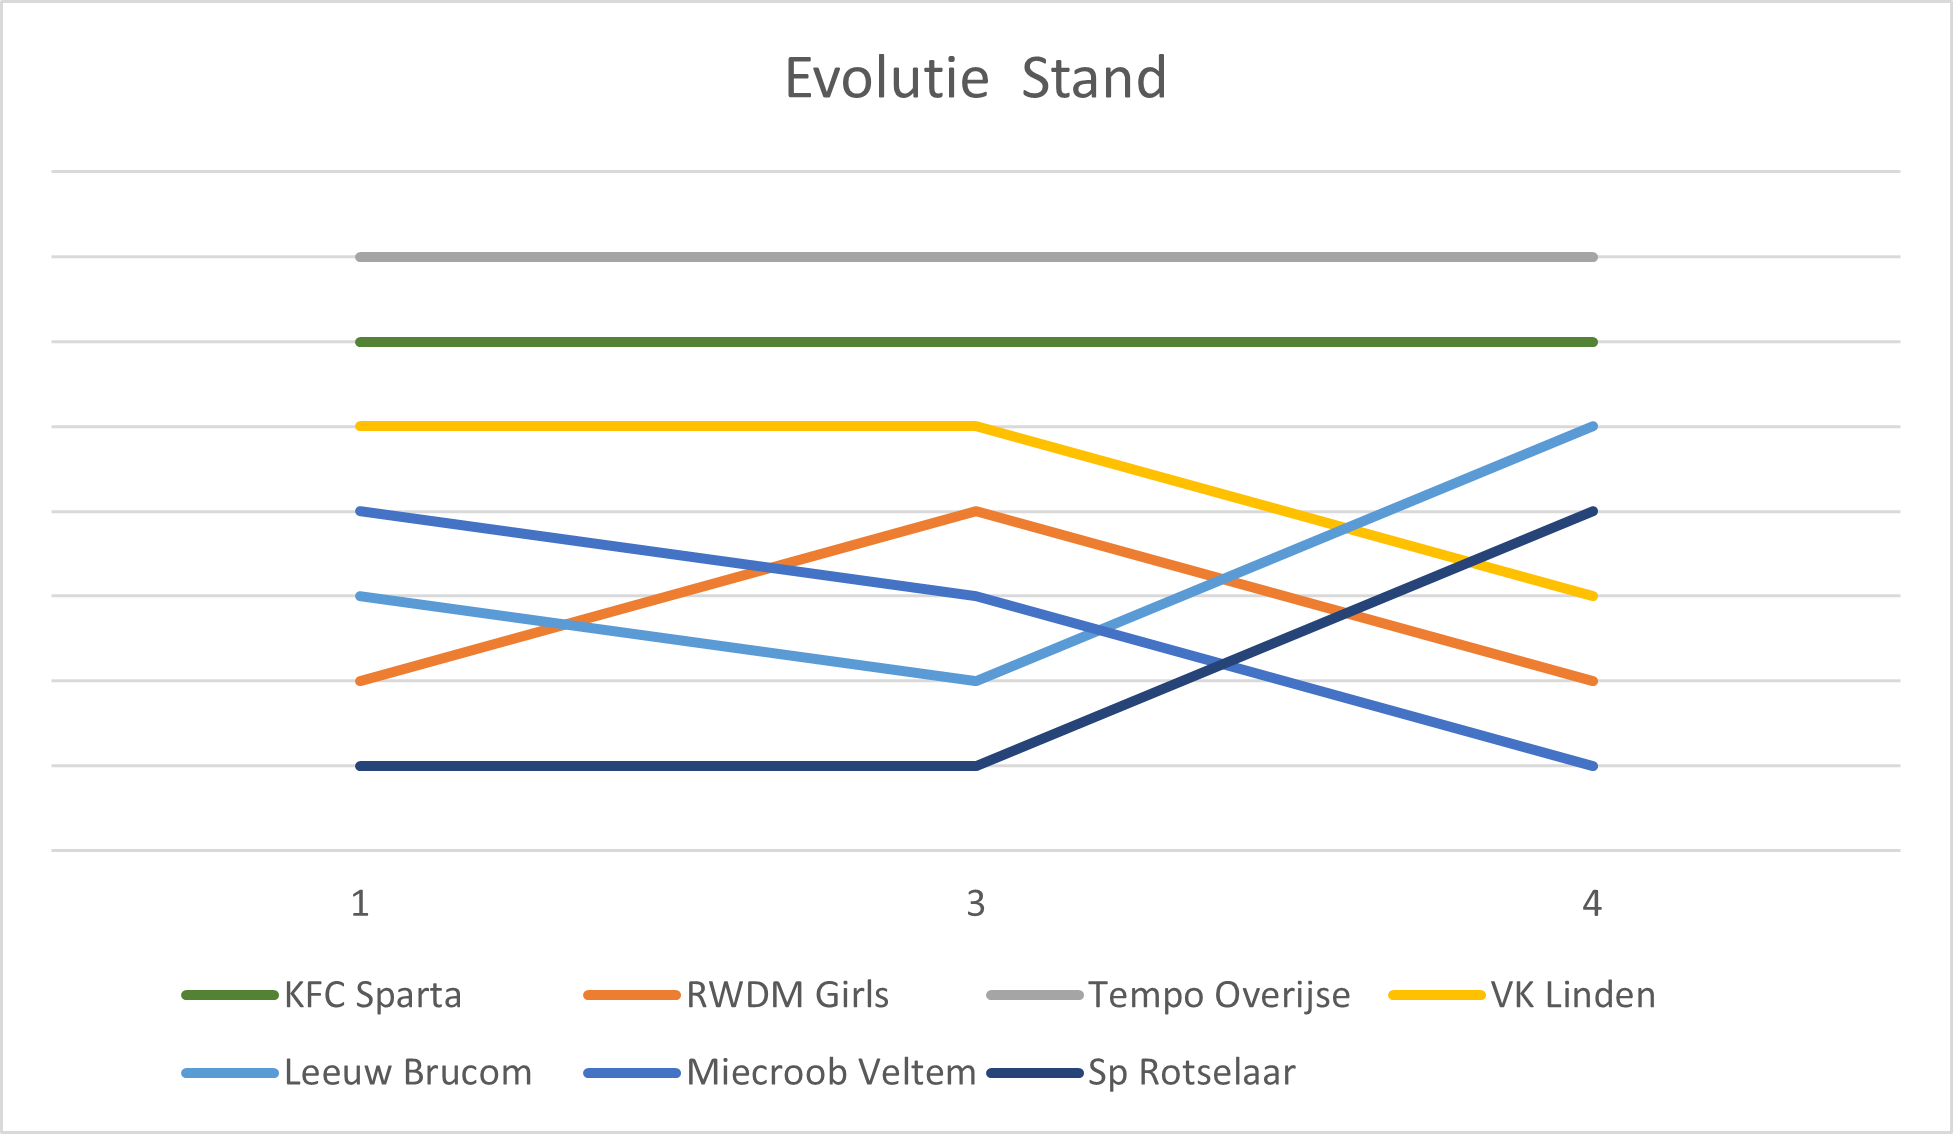 Evolutie  Stand
1 3 4
KFC Sparta RWDM Girls Tempo Overijse VK Linden
Leeuw Brucom Miecroob Veltem Sp Rotselaar